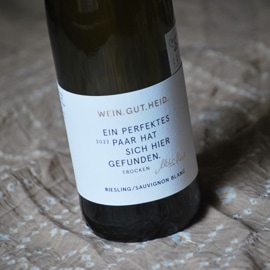 WEIN.GUT.HEID.
EIN PERFEKTES
2022 PAAR HAT
SICH HIER
GEFUNDEN.
TROCKEN
RIESLING/SAUVIGNON BLANC